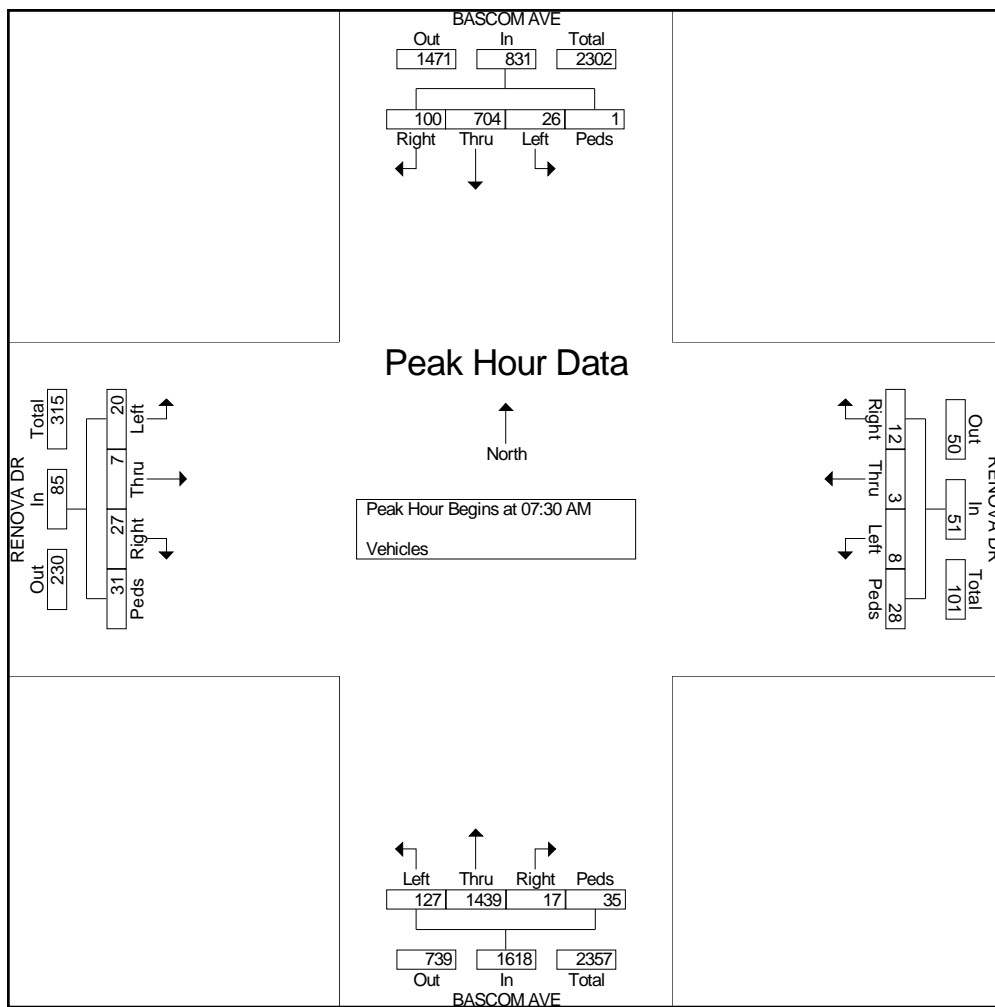 BASCOM AVE
Out In Total
1471 831 2302
100 704 26 1
Right Thru Left Peds
Peak Hour Data
North
Peak Hour Begins at 07:30 AM
Vehicles
RENOVA DR
Total In Out
315 85 230
20 7 27 31
Left Thru Right Peds
RENOVA DR
Out In Total
50 51 101
12 3 8 28
Right Thru Left Peds
Left Thru Right Peds
127 1439 17 35
739 1618 2357
Out In Total
BASCOM AVE